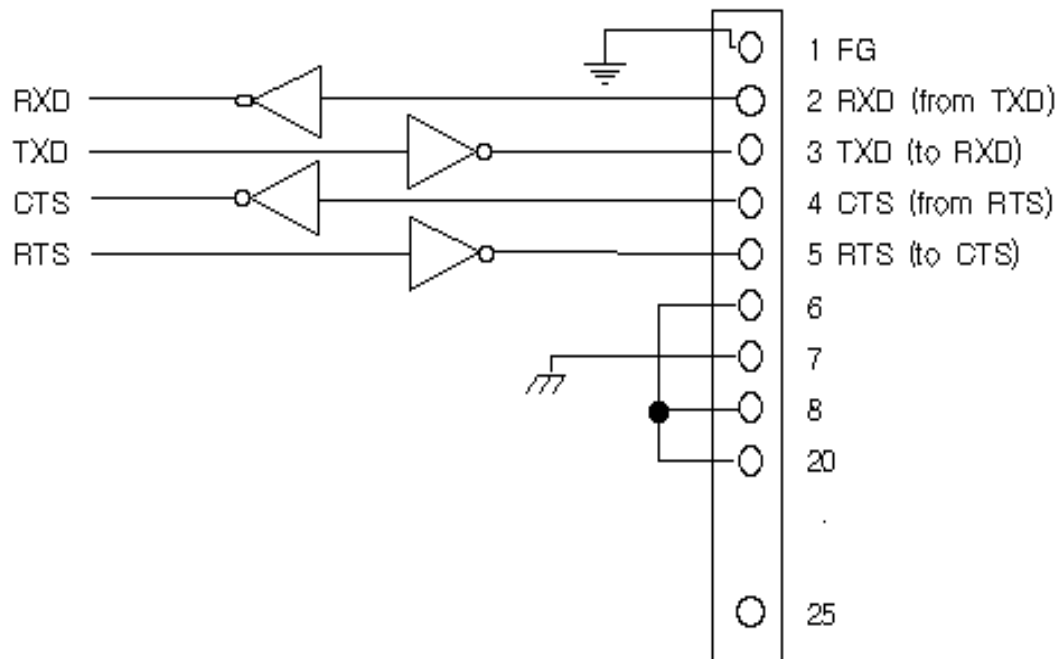 1 FG
RXD
2 RXD (from TXD)
TXD
3 TXD (to RXD)
CTS
4 CTS (from RTS)
RTS
5 RTS (to CTS)
6
7
8
20
.
25